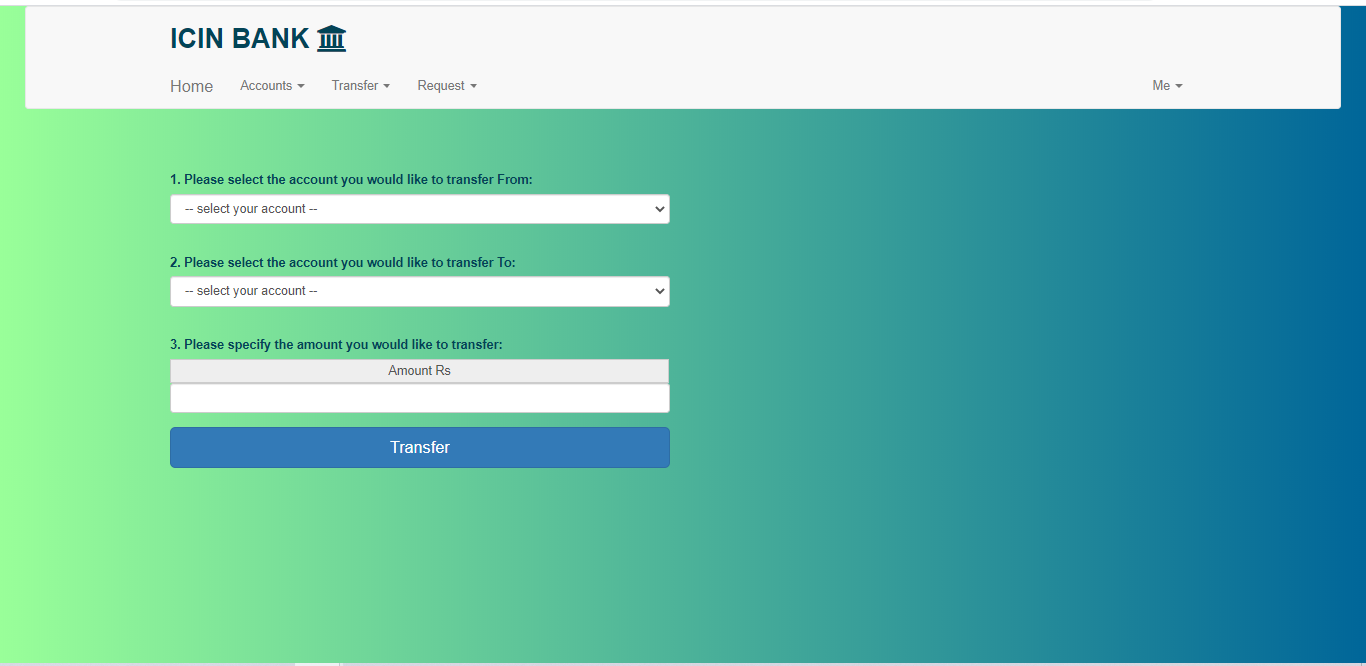 ICIN BANK
Home Accounts Transfer Request Me
1. Please select the account you would like to transfer From:
-- select your account --
2. Please select the account you would like to transfer To:
-- select your account --
3. Please specify the amount you would like to transfer:
Amount Rs
Transfer